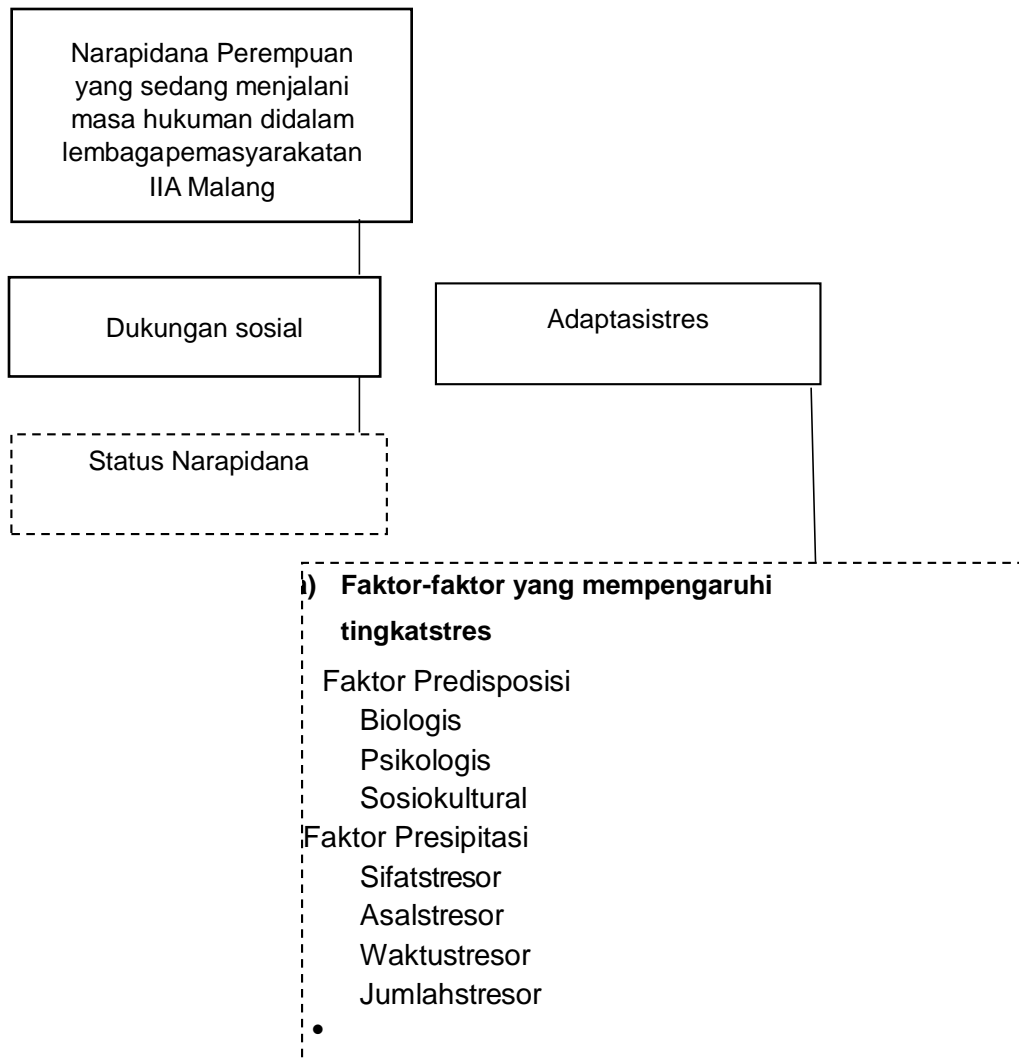 Narapidana Perempuan
yang sedang menjalani
masa hukuman didalam
lembagapemasyarakatan
IIA Malang
Dukungan sosial
Adaptasistres
Status Narapidana
) Faktor-faktor yang mempengaruhi
tingkatstres
Faktor Predisposisi
Biologis
Psikologis
Sosiokultural
Faktor Presipitasi
Sifatstresor
Asalstresor
Waktustresor
Jumlahstresor
•